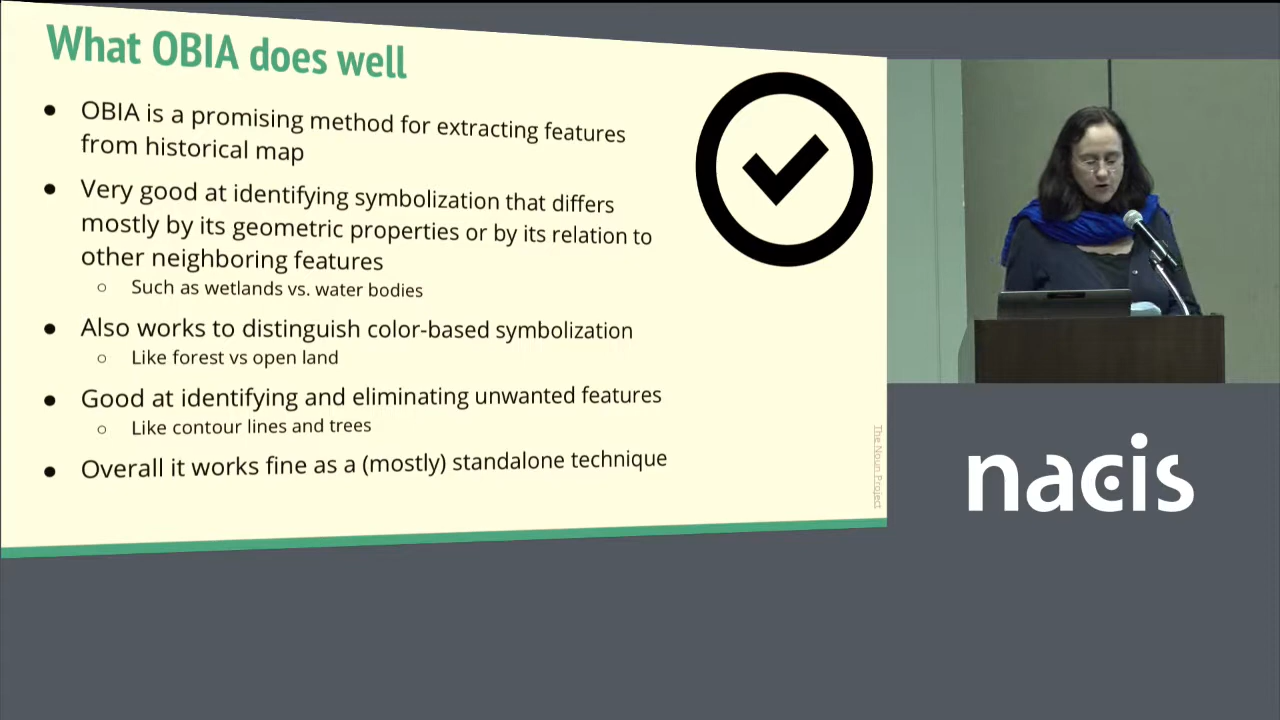 What OBIA does well
● OBIA is a promising method for extracting features
from historical map
● Very good at identifying symbolization that differs
mostly by its geometric properties or by its relation to
other neighboring features
○ Such as wetlands vs. water bodies
● Also works to distinguish color-based symbolization
○ Like forest vs open land
● Good at identifying and eliminating unwanted features
○ Like contour lines and trees
● Overall it works fine as a (mostly) standalone technique
The Noun Project
nacis